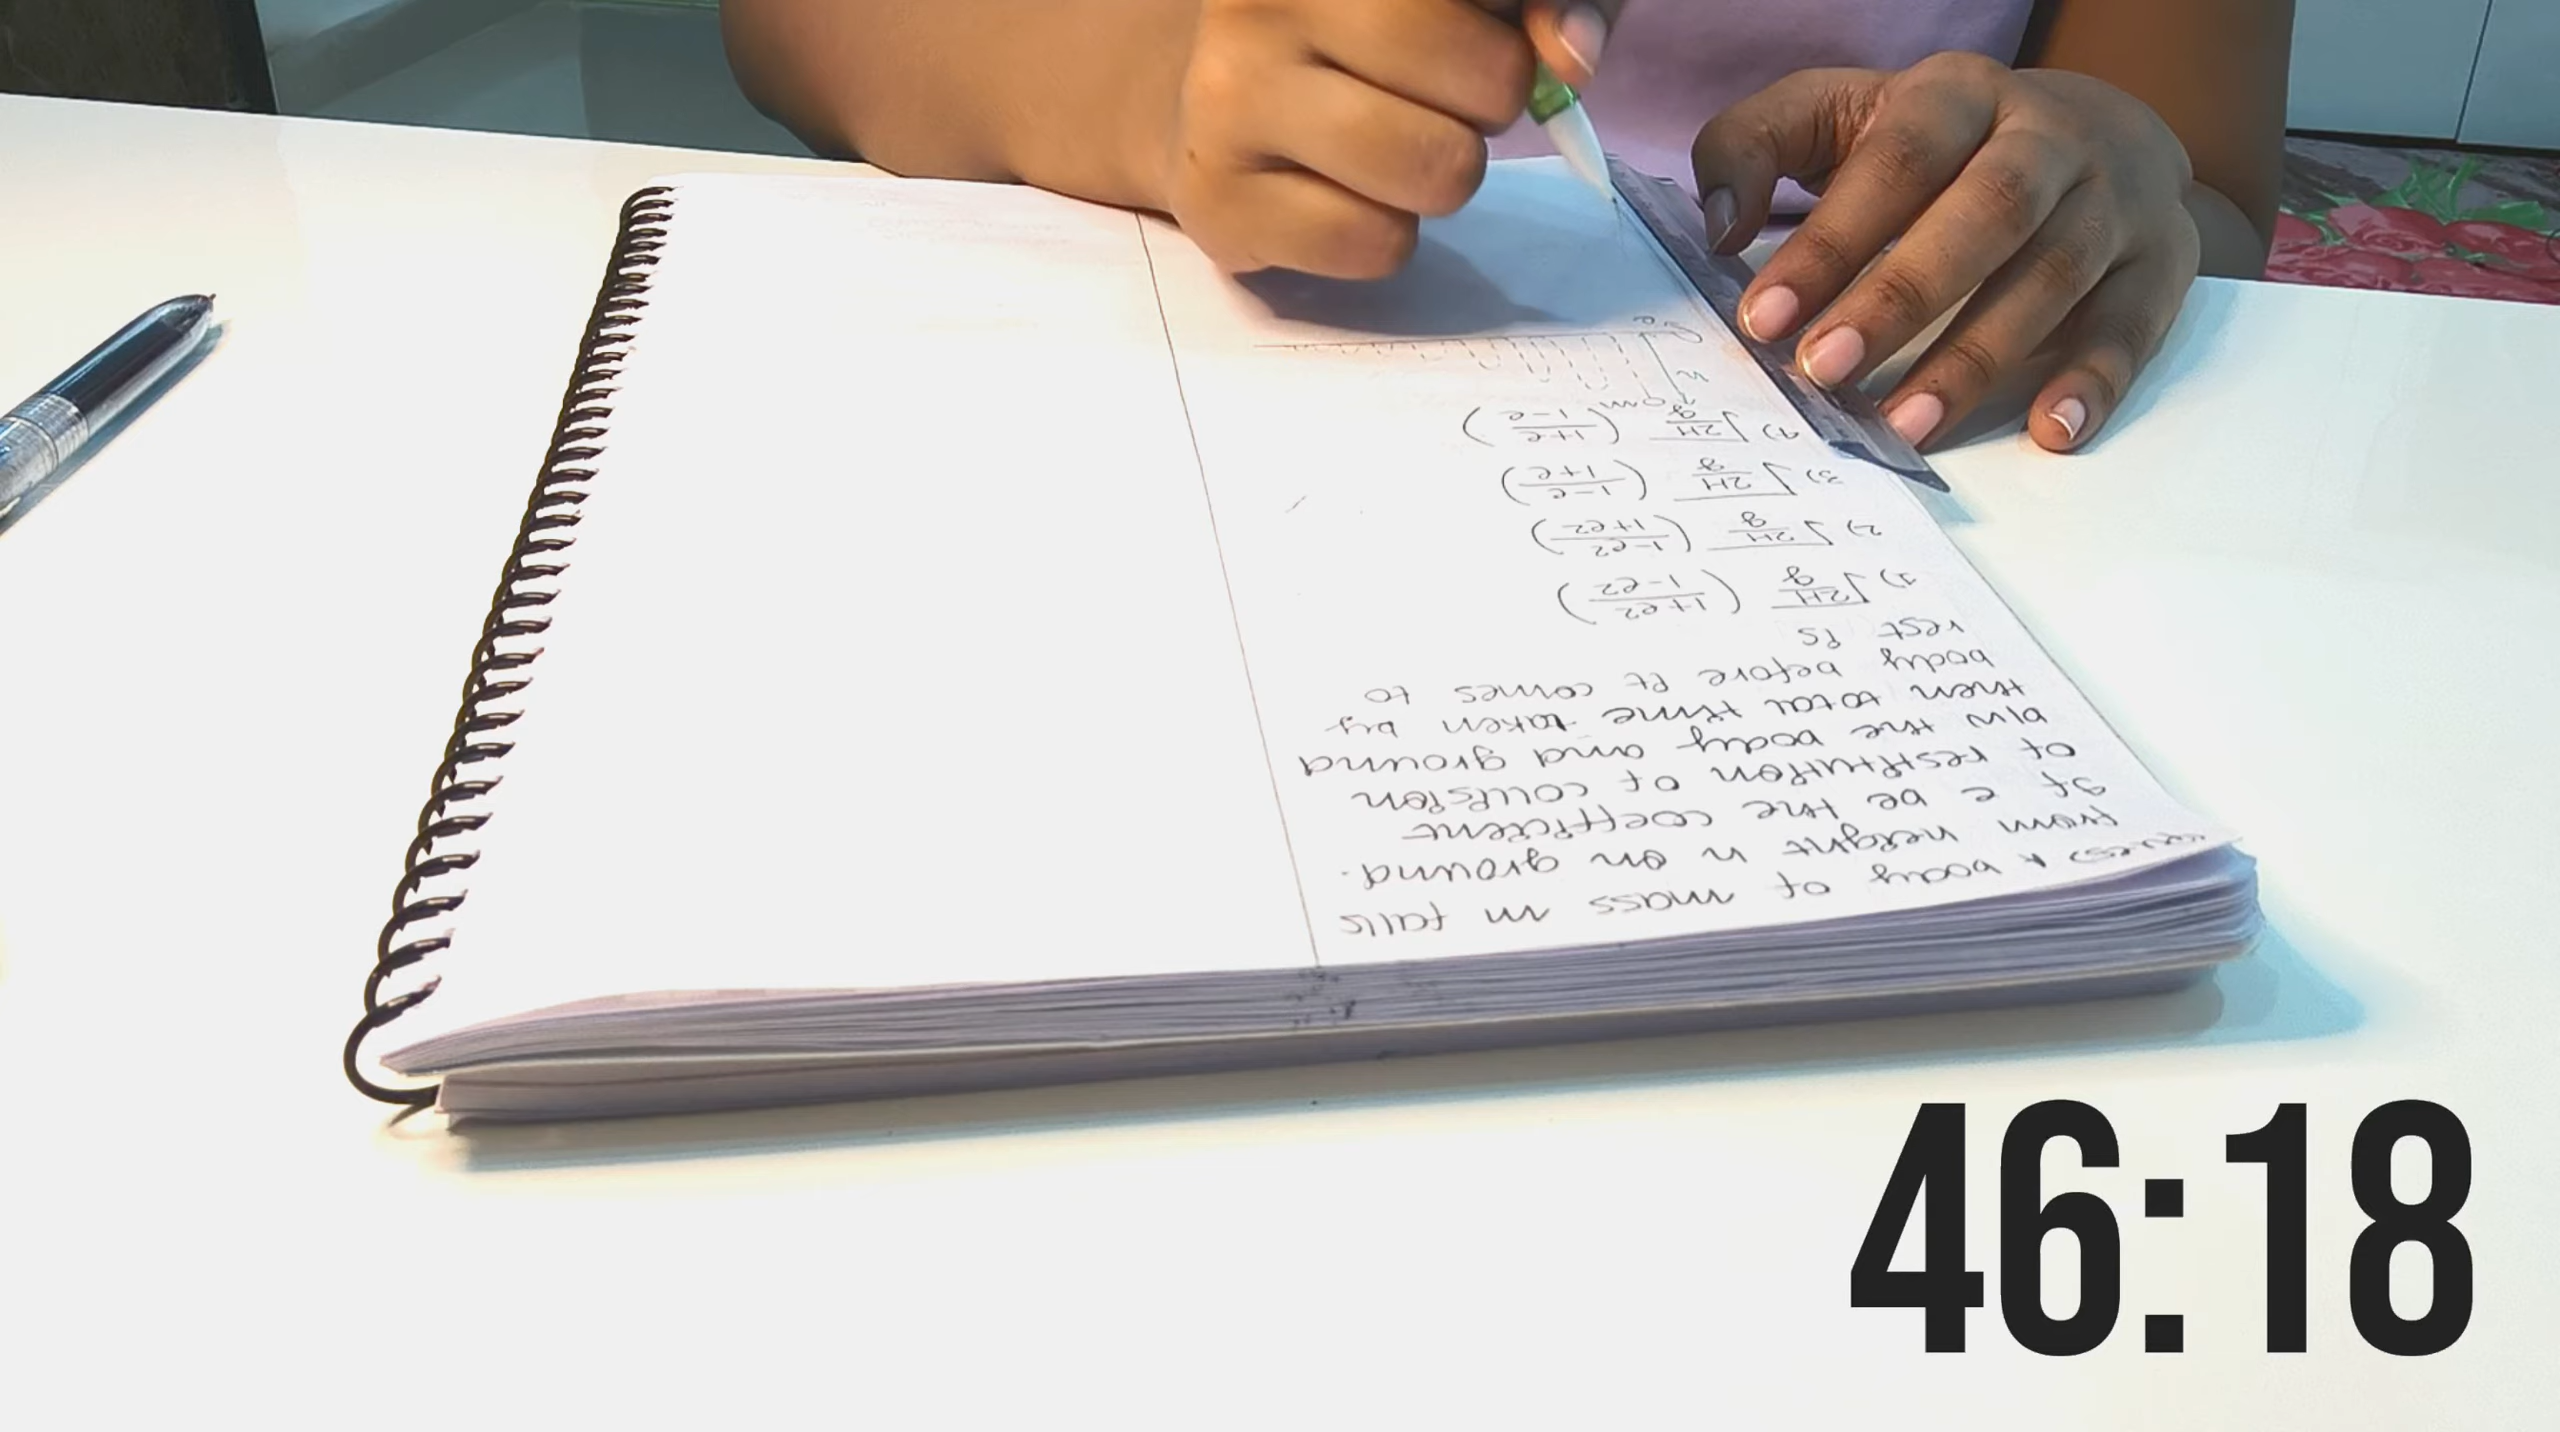 A body of mass m falls
from height h on ground.
If e be the coefficient
of restitution of collision
b/w the body and ground
then total time taken by
body before it comes to
rest is
1) √2H/g (1+e2/1-e2)
2) √2H/g (1-e2/1+e2)
3) √2H/g (1-e/1+e)
4) √2H/g (1+e/1-e)
m
h
e
46:18